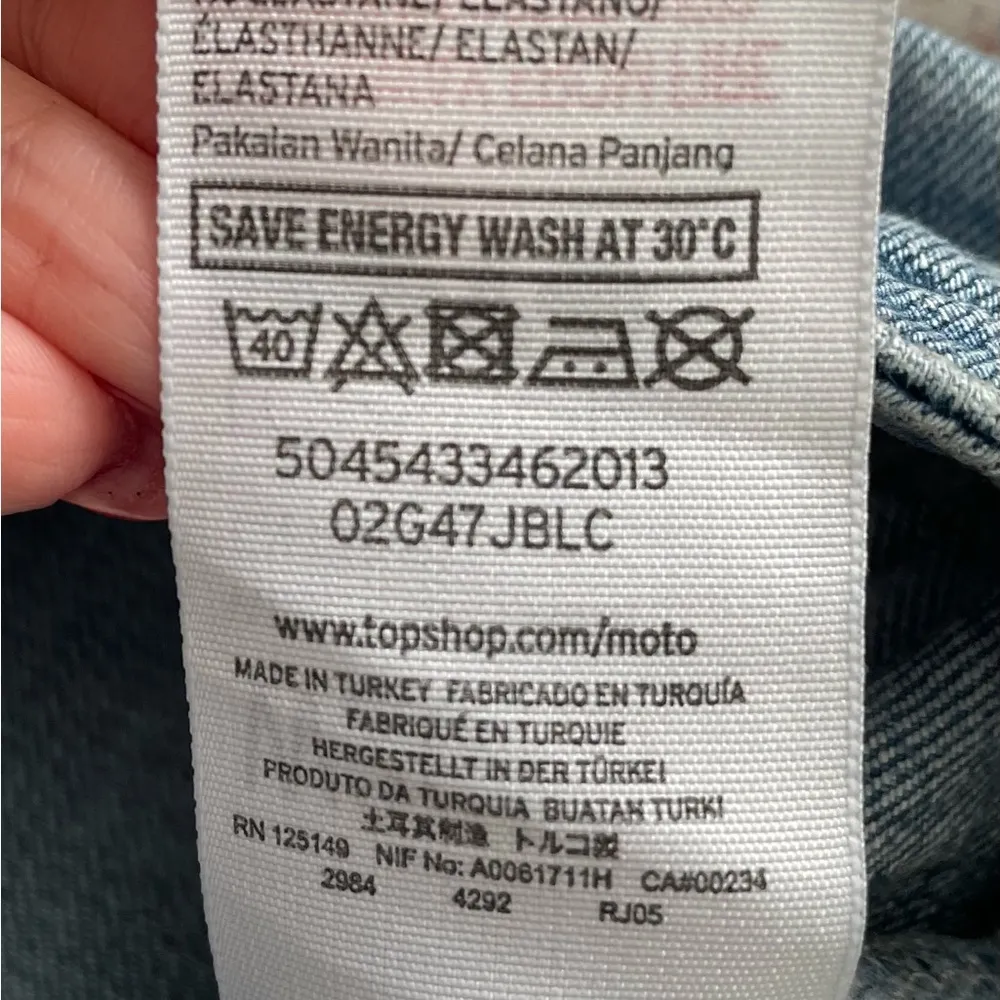 ELASTANE/ ELASTANO/
ÉLASTHANNE/ ELASTAN/
ELASTANA
Pakaian Wanita/ Celana Panjang
SAVE ENERGY WASH AT 30°C
40
5045433462013
02G47JBLC
www.topshop.com/moto
MADE IN TURKEY FABRICADO EN TURQUÍA
FABRIQUÉ EN TURQUIE
HERGESTELLT IN DER TÜRKEI
PRODUTO DA TURQUIA BUATAN TURKI
土耳其制造 トルコ製
RN 125149 NIF No: A0061711H CA#00234
2984 4292 RJ05